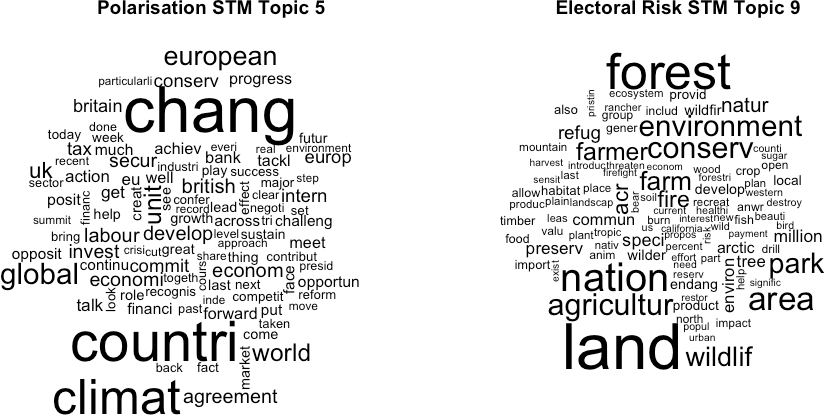 Polarisation STM Topic 5
european
particularli conserv progress
britain chang
today done
week
tax much achiev everi real futur
environment
recent secur industri bank tackl europ
uk
sector action eu well play success
posit get creat unit see british effect major step
clear intern
financ help confer
record lead negoti set
summit growth across tri challeng
bring labour develop level sustain
opposit invest crisi cut great approach meet
share thing contribut
global continu commit econom face presid
economi togeth cours last next opportun
look role recognis inde competit reform
talk financi past forward put move
taken
countri come
market world
back fact
climat agreement
Electoral Risk STM Topic 9
forest
pristin ecosystem provid
also rancher includ wildfir natur
group
refug gener environment
mountain farmer conserv counti
sugar
harvest introduc threaten econom wood crop open
sensit last firefight forestri
allow habitat place acr bear farm develop plan local
western
produc plain landscap soil fire recreat anwr destroy
timber leas commun current healthi
burn interest new fish beauti
food valu plant tropic us california wild payment bird
preserv nativ speci propos risk arctic million
percent drill
import anim wilder effort part tree park
exist nation need
reserv endang environ help signific
agricultur restor product area
north
popul impact
land urban
wildlif